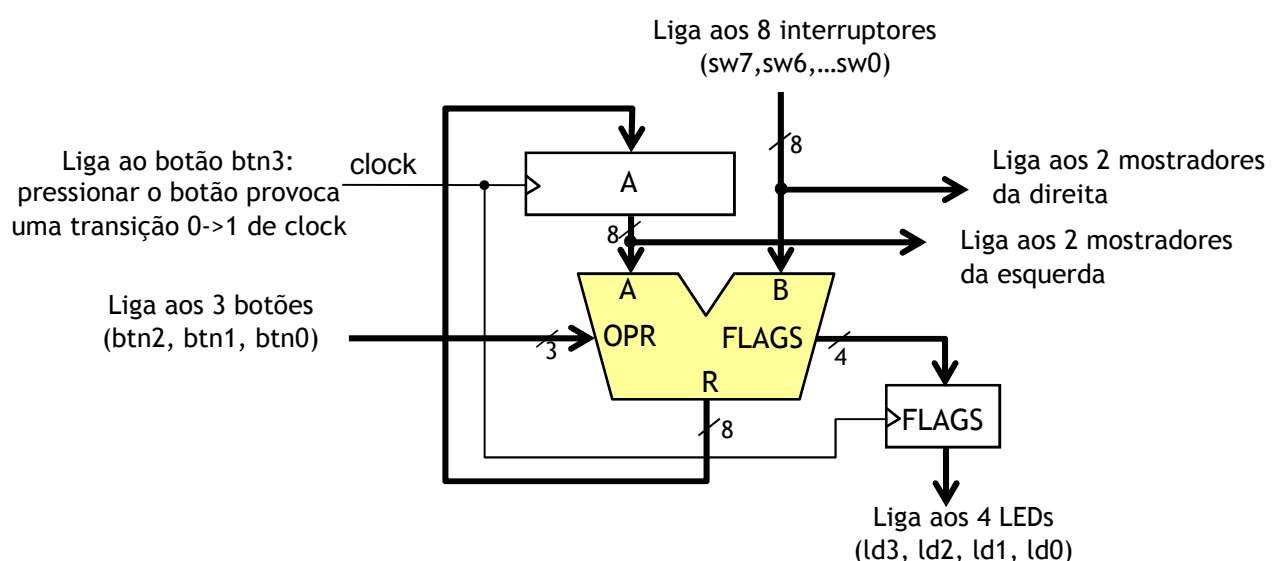 Liga aos 8 interruptores
(sw7,sw6,...sw0)
8
Liga ao botão btn3:
pressionar o botão provoca
uma transição 0->1 de clock
clock
A
Liga aos 2 mostradores
da direita
8
Liga aos 2 mostradores
da esquerda
A
B
Liga aos 3 botões
(btn2, btn1, btn0)
3
OPR
FLAGS
4
R
8
FLAGS
Liga aos 4 LEDs
(ld3, ld2, ld1, ld0)